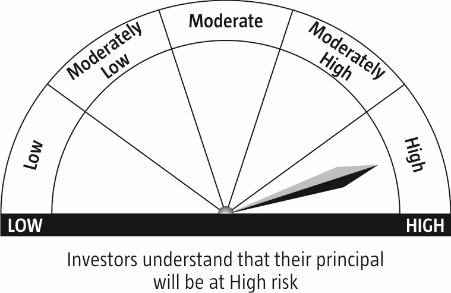 Moderate
Moderately
Low
Moderately
High
Low
High
LOW
HIGH
Investors understand that their principal
will be at High risk